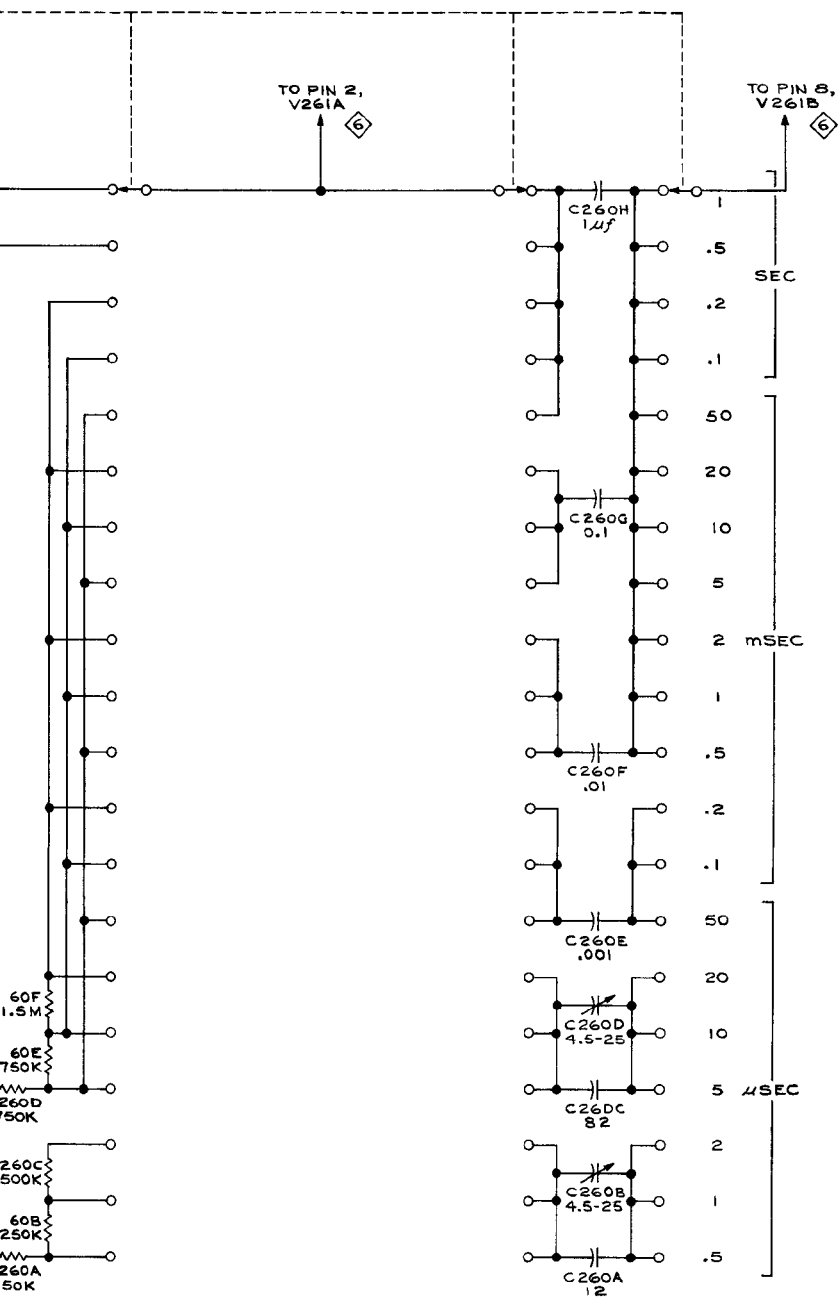 TO PIN 2,
V261A
6
TO PIN 8,
V261B
6
C260H
1µf
1
.5
SEC
.2
.1
50
20
C260G
0.1
10
5
2
mSEC
1
.5
C260F
.01
.2
.1
50
C260E
.001
20
60F
1.5M
C260D
4.5-25
10
60E
750K
5
µSEC
260D
750K
C26DC
82
2
260C
500K
C260B
4.5-25
1
60B
250K
.5
260A
50K
C260A
12